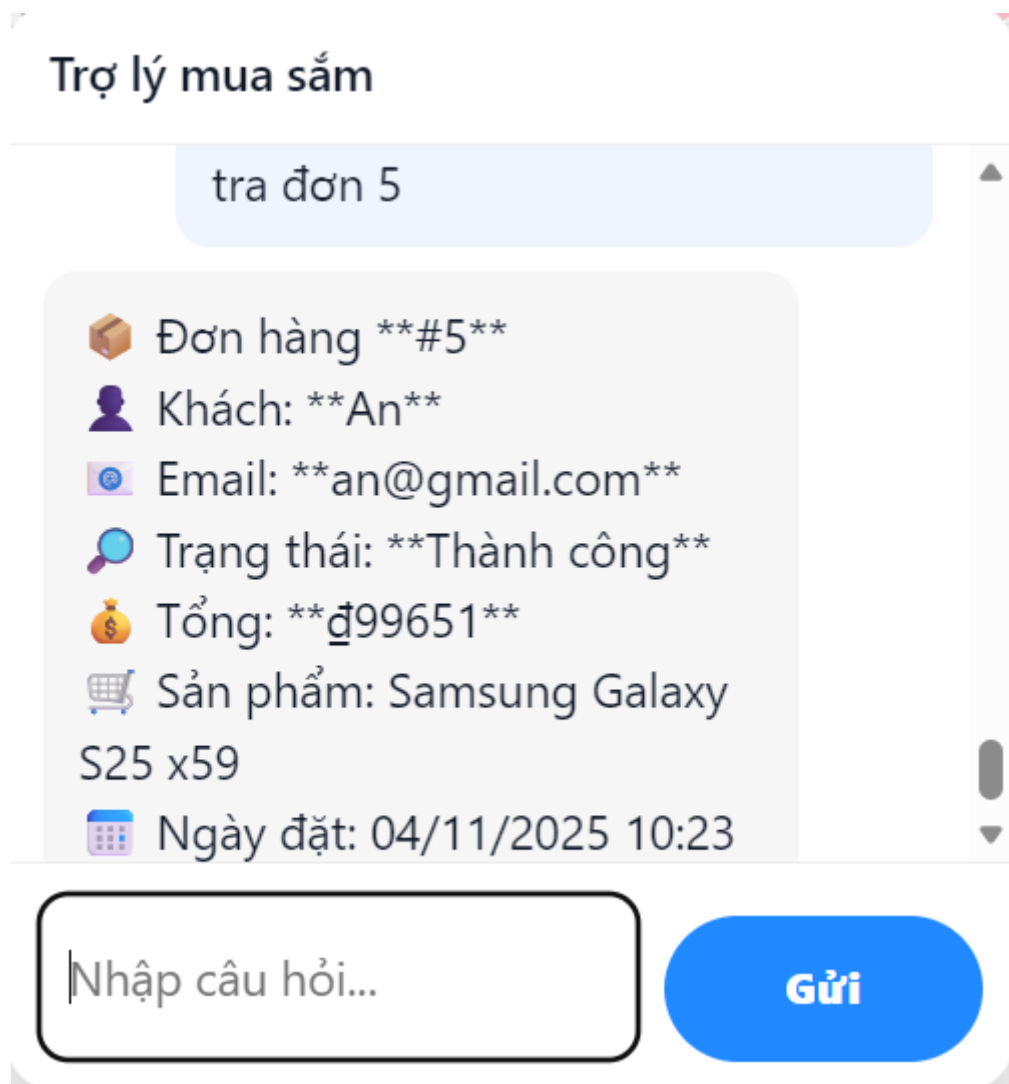 Trợ lý mua sắm
tra đơn 5
📦 Đơn hàng **#5**
👤 Khách: **An**
📧 Email: **an@gmail.com**
🔎 Trạng thái: **Thành công**
💰 Tổng: **₫99651**
🛒 Sản phẩm: Samsung Galaxy
S25 x59
📅 Ngày đặt: 04/11/2025 10:23
Nhập câu hỏi...
Gửi